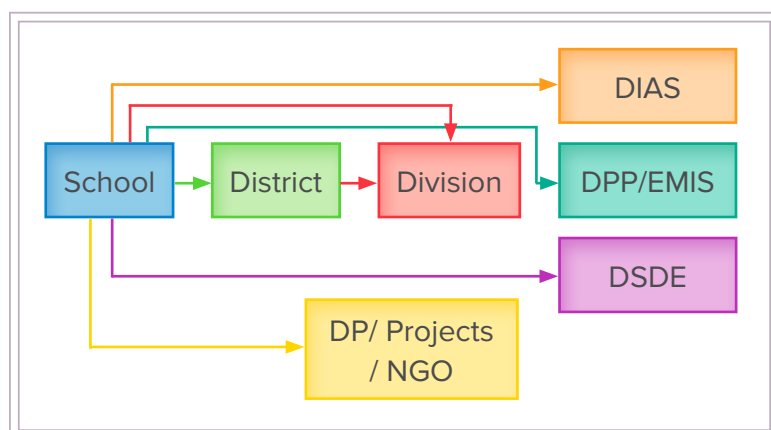 DIAS
School
District
Division
DPP/EMIS
DSDE
DP/ Projects
/ NGO